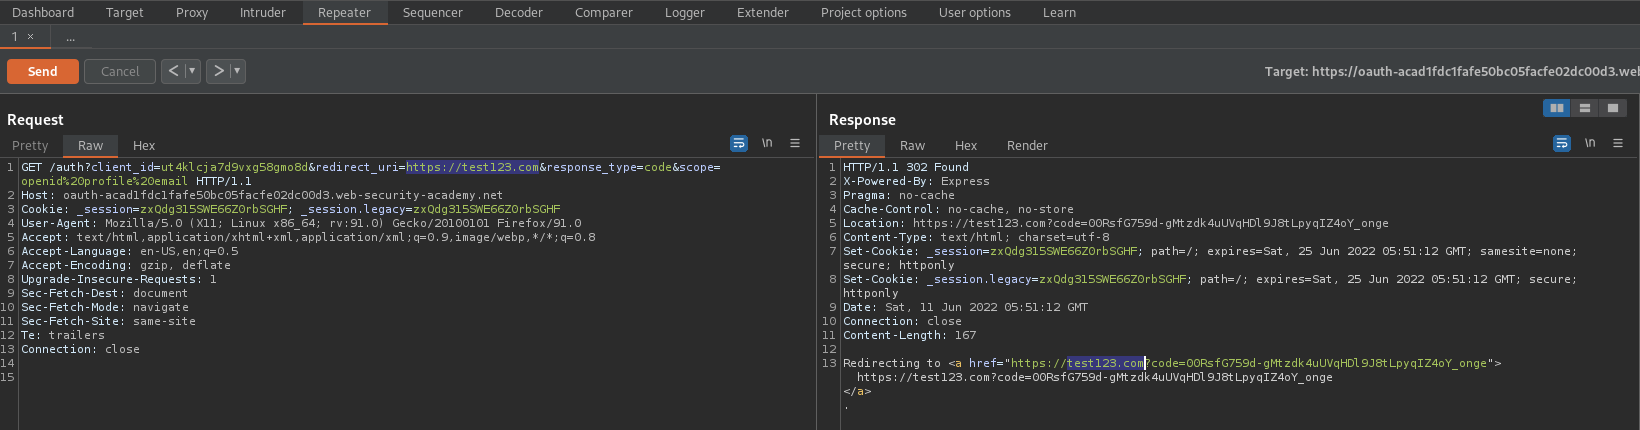 Dashboard Target Proxy Intruder Repeater Sequencer Decoder Comparer Logger Extender Project options User options Learn
1 × ...
Send Cancel < > Target: https://oauth-acad1fdc1fafe50bc05facfe02dc00d3.web
Request
Pretty Raw Hex \n
1 GET /auth?client_id=ut4klcja7d9vxg58gmo8d&redirect_uri=https://test123.com&response_type=code&scope=
openid%20profile%20email HTTP/1.1
2 Host: oauth-acad1fdc1fafe50bc05facfe02dc00d3.web-security-academy.net
3 Cookie: _session=zxQdg315SWE66ZOrbSGHF; _session.legacy=zxQdg315SWE66ZOrbSGHF
4 User-Agent: Mozilla/5.0 (X11; Linux x86_64; rv:91.0) Gecko/20100101 Firefox/91.0
5 Accept: text/html,application/xhtml+xml,application/xml;q=0.9,image/webp,*/*;q=0.8
6 Accept-Language: en-US,en;q=0.5
7 Accept-Encoding: gzip, deflate
8 Upgrade-Insecure-Requests: 1
9 Sec-Fetch-Dest: document
10 Sec-Fetch-Mode: navigate
11 Sec-Fetch-Site: same-site
12 Te: trailers
13 Connection: close
14
15
Response
Pretty Raw Hex Render \n
1 HTTP/1.1 302 Found
2 X-Powered-By: Express
3 Pragma: no-cache
4 Cache-Control: no-cache, no-store
5 Location: https://test123.com?code=OORsfG759d-gMtzdk4uUVqHDl9J8tLpyqIZ4oY_onge
6 Content-Type: text/html; charset=utf-8
7 Set-Cookie: _session=zxQdg315SWE66ZOrbSGHF; path=/; expires=Sat, 25 Jun 2022 05:51:12 GMT; samesite=none;
secure; httponly
8 Set-Cookie: _session.legacy=zxQdg315SWE66ZOrbSGHF; path=/; expires=Sat, 25 Jun 2022 05:51:12 GMT; secure;
httponly
9 Date: Sat, 11 Jun 2022 05:51:12 GMT
10 Connection: close
11 Content-Length: 167
12
13 Redirecting to <a href="https://test123.com?code=OORsfG759d-gMtzdk4uUVqHDl9J8tLpyqIZ4oY_onge">
https://test123.com?code=OORsfG759d-gMtzdk4uUVqHDl9J8tLpyqIZ4oY_onge
</a>
.